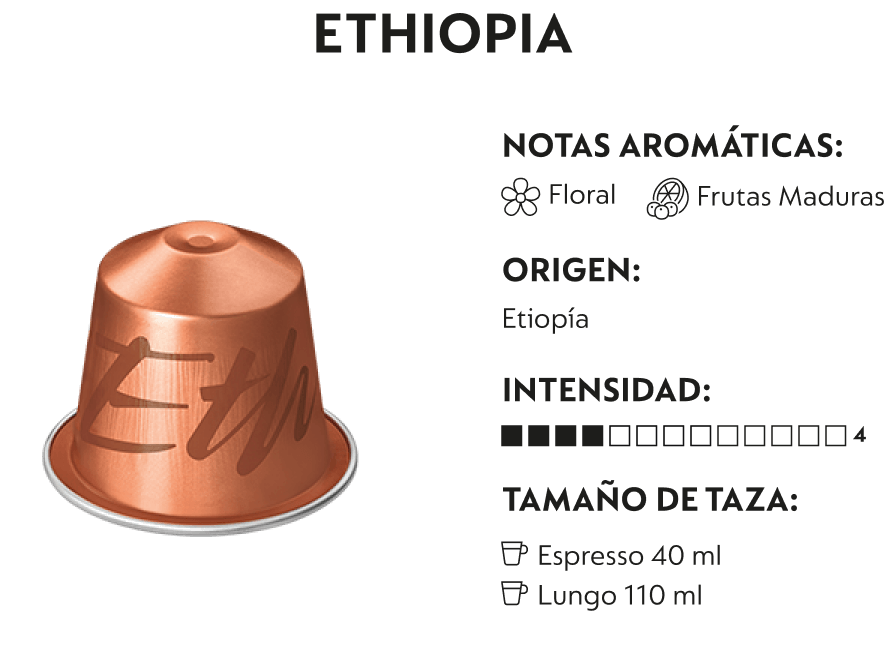 ETHIOPIA
NOTAS AROMÁTICAS:
Floral Frutas Maduras
ORIGEN:
Etiopía
INTENSIDAD:
4
TAMAÑO DE TAZA:
Espresso 40 ml
Lungo 110 ml
Eth